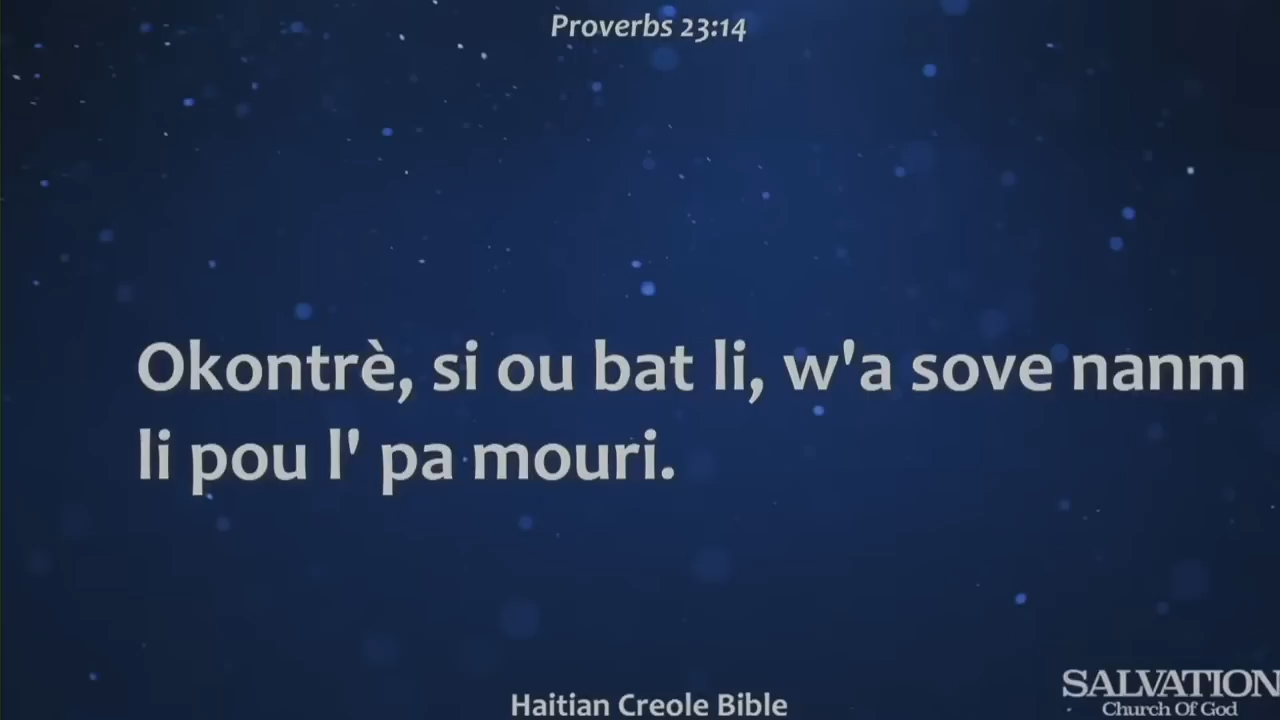 Proverbs 23:14
Okontrè, si ou bat li, w'a sove nanm
li pou l' pa mouri.
Haitian Creole Bible
SALVATION
Church Of God